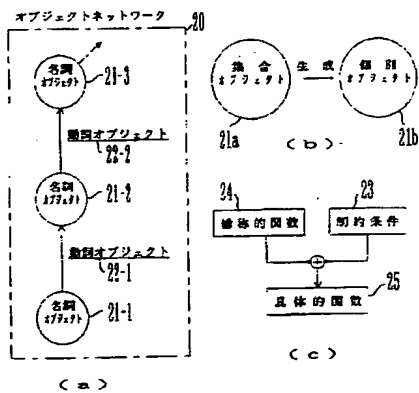 オブジェクトネットワーク
20
名詞
オブジェクト
21-3
動詞オブジェクト
22-2
名詞
オブジェクト
21-2
動詞オブジェクト
22-1
名詞
オブジェクト
21-1
(a)
集合
オブジェクト
生成
個別
オブジェクト
21a
21b
(b)
24
23
総称的関数
制約条件
+
25
具体的関数
(c)